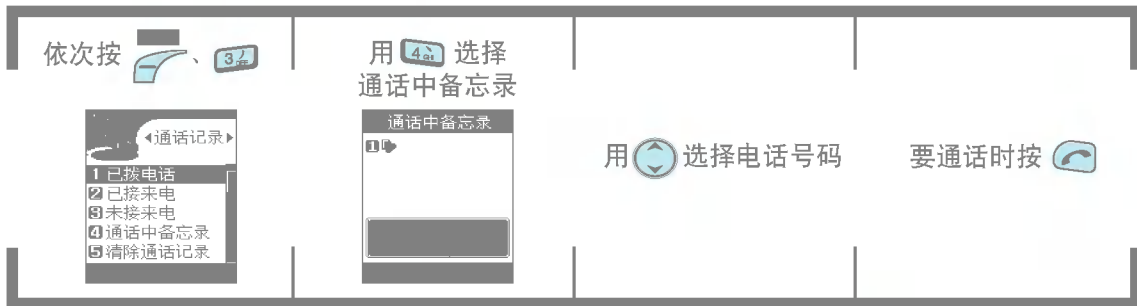 依次按 、 3
通话记录
1 已拨电话
2 已接来电
3 未接来电
4 通话中备忘录
5 清除通话记录
用 4 选择
通话中备忘录
通话中备忘录
1
用 选择电话号码
要通话时按